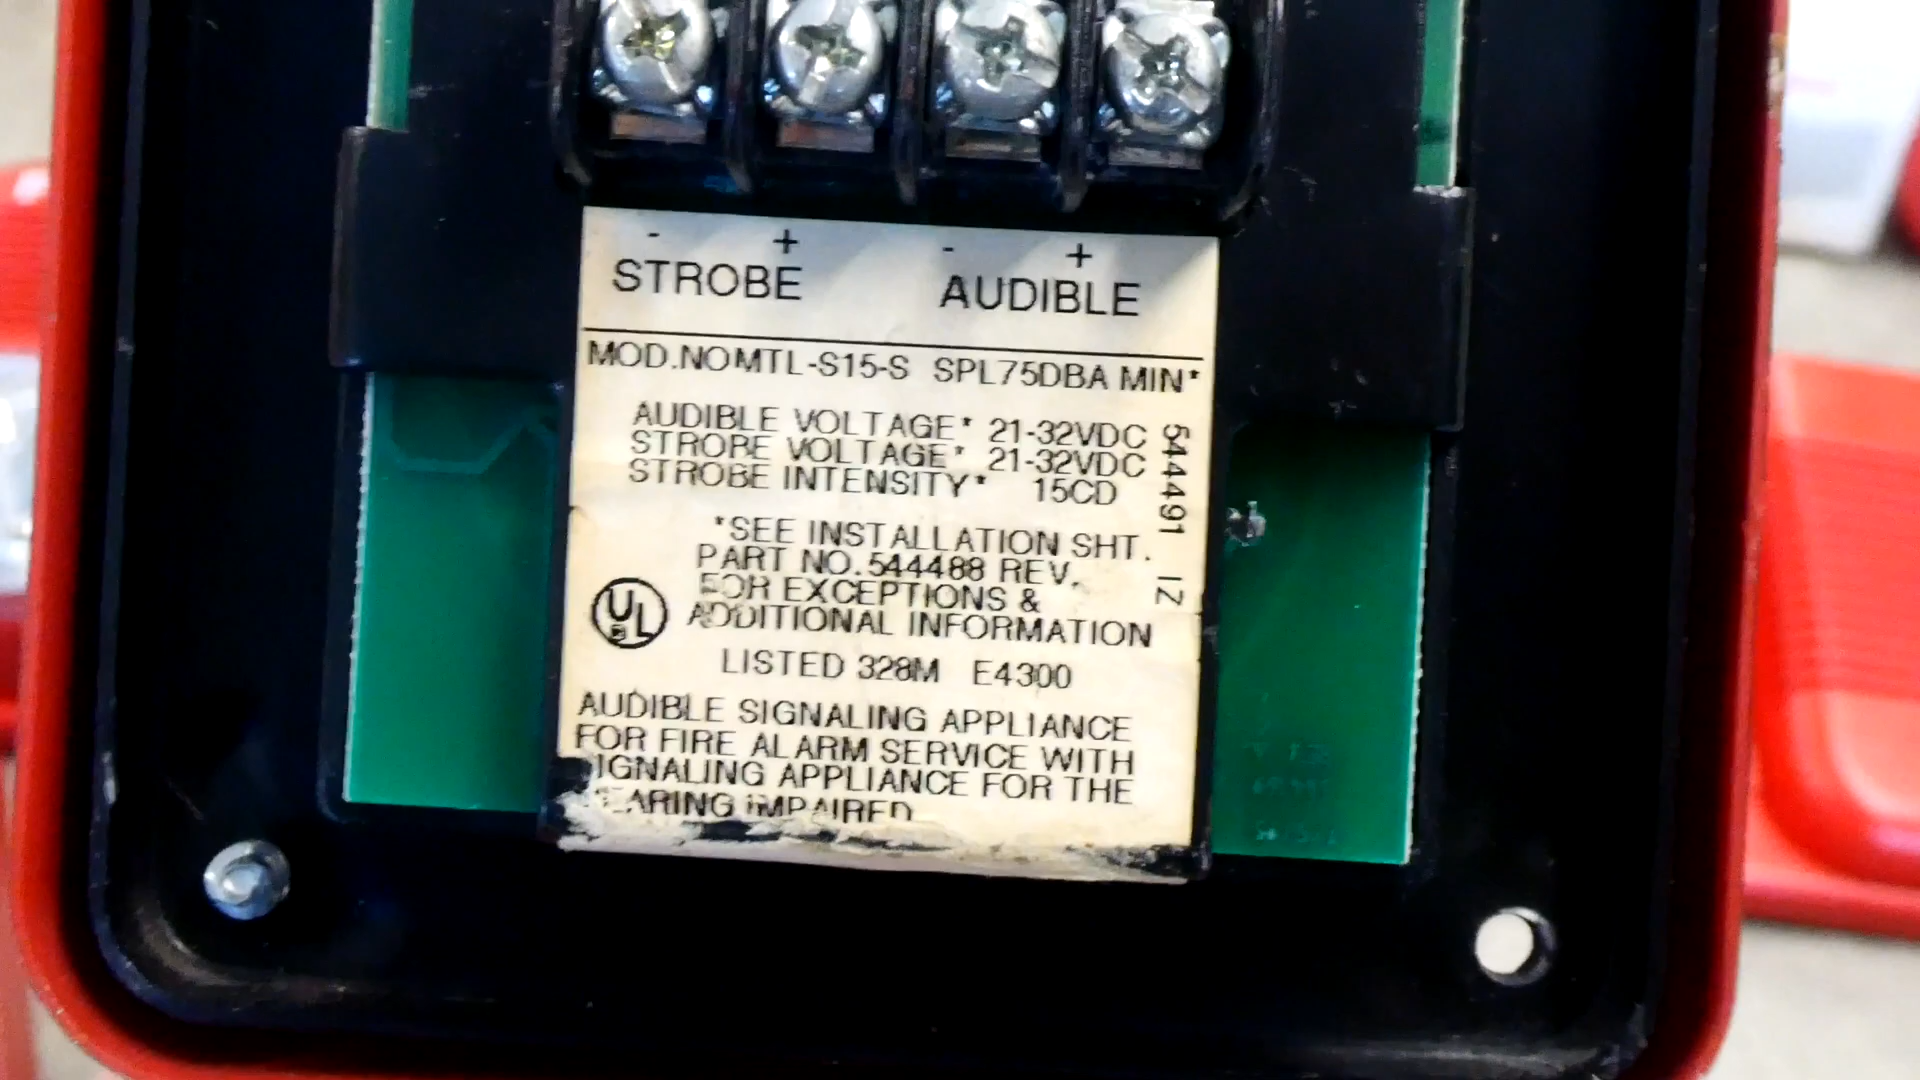 - + - +
STROBE AUDIBLE
MOD.NOMTL-S15-S SPL75DBA MIN*
AUDIBLE VOLTAGE* 21-32VDC
STROBE VOLTAGE* 21-32VDC
STROBE INTENSITY* 15CD
*SEE INSTALLATION SHT.
PART NO.544488 REV.
FOR EXCEPTIONS &
ADDITIONAL INFORMATION
544491 IZ
UL
LISTED 328M E4300
AUDIBLE SIGNALING APPLIANCE
FOR FIRE ALARM SERVICE WITH
SIGNALING APPLIANCE FOR THE
HEARING IMPAIRED